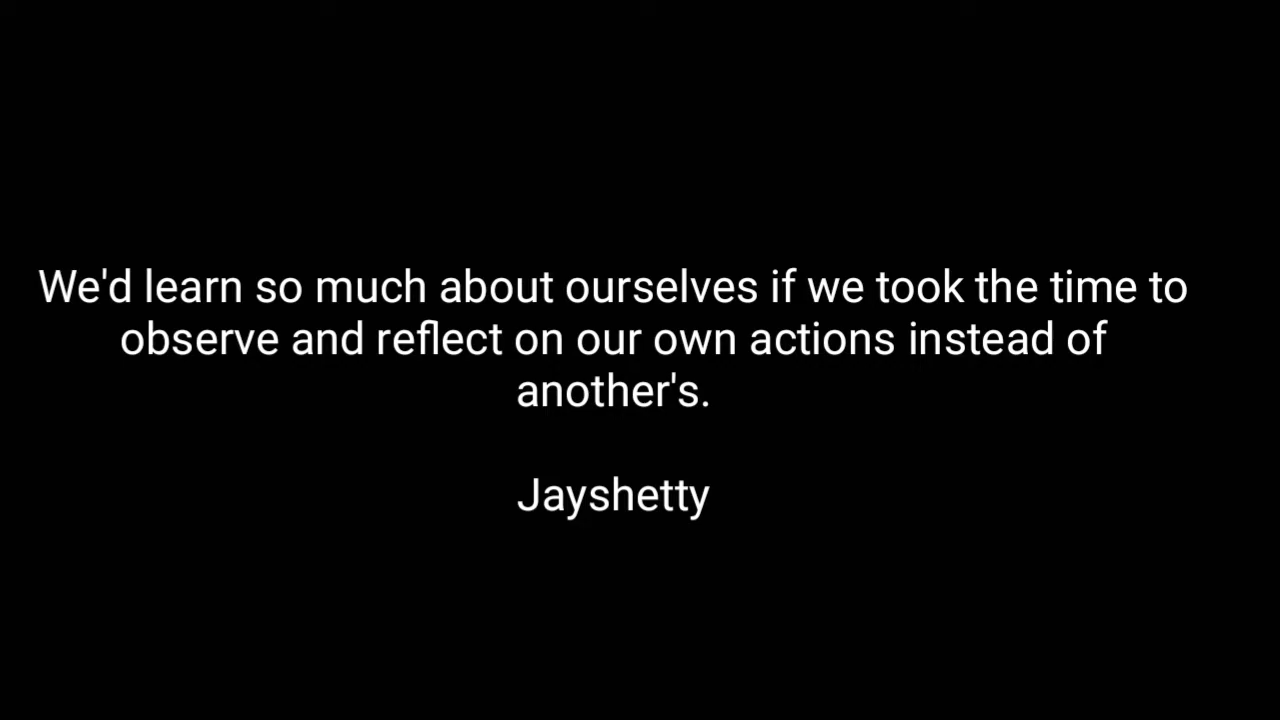 We'd learn so much about ourselves if we took the time to
observe and reflect on our own actions instead of
another's.
Jayshetty